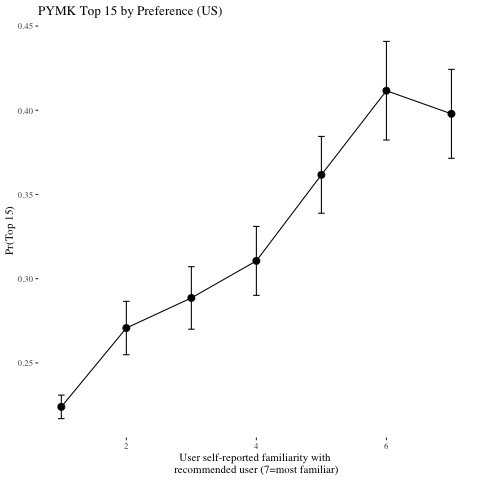 PYMK Top 15 by Preference (US)
0.45
0.40
0.35
0.30
0.25
Pr(Top 15)
2
4
6
User self-reported familiarity with
recommended user (7=most familiar)